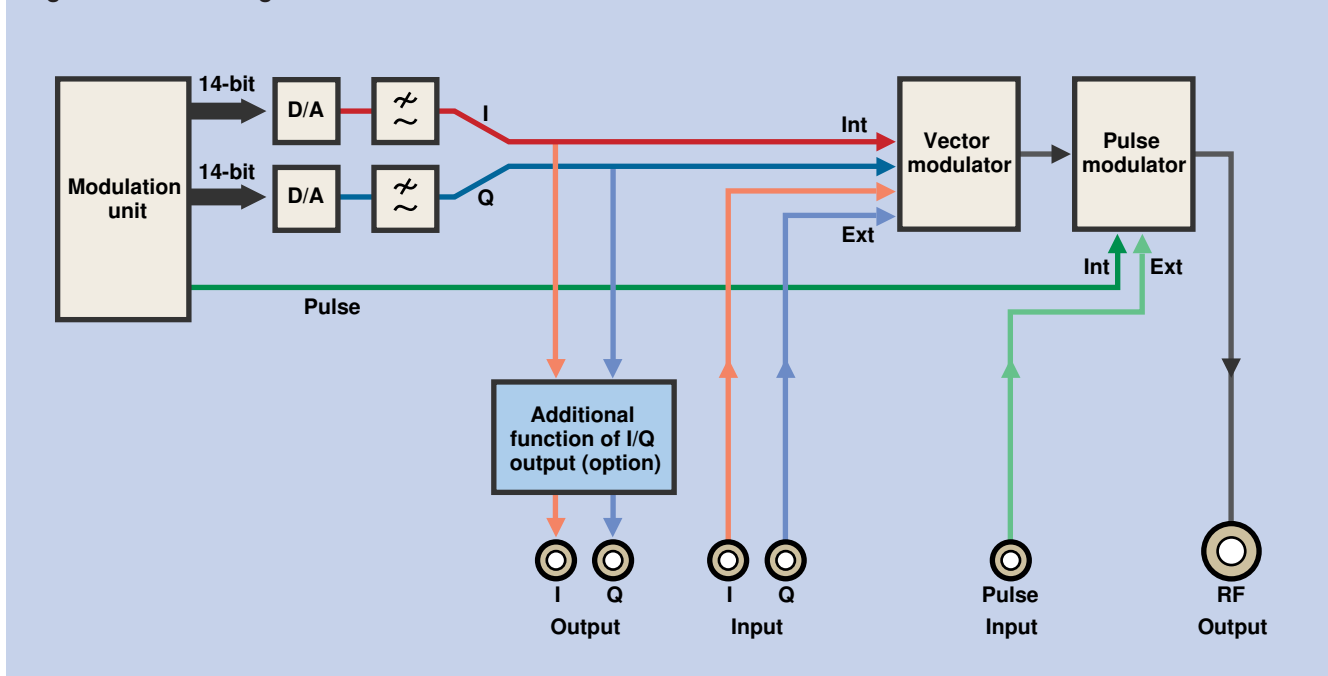 14-bit
D/A
I
Int
Vector
modulator
Pulse
modulator
Modulation
unit
14-bit
D/A
Q
Ext
Int
Ext
Pulse
Additional
function of I/Q
output (option)
I
Q
I
Q
Pulse
RF
Output
Input
Input
Output